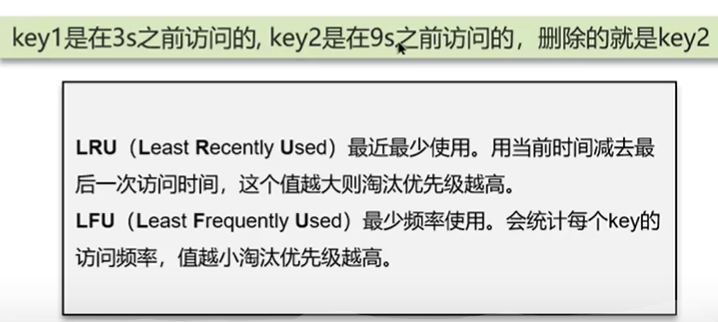 key1是在3s之前访问的, key2是在9s之前访问的，删除的就是key2
LRU（Least Recently Used）最近最少使用。用当前时间减去最
后一次访问时间，这个值越大则淘汰优先级越高。
LFU（Least Frequently Used）最少频率使用。会统计每个key的
访问频率，值越小淘汰优先级越高。